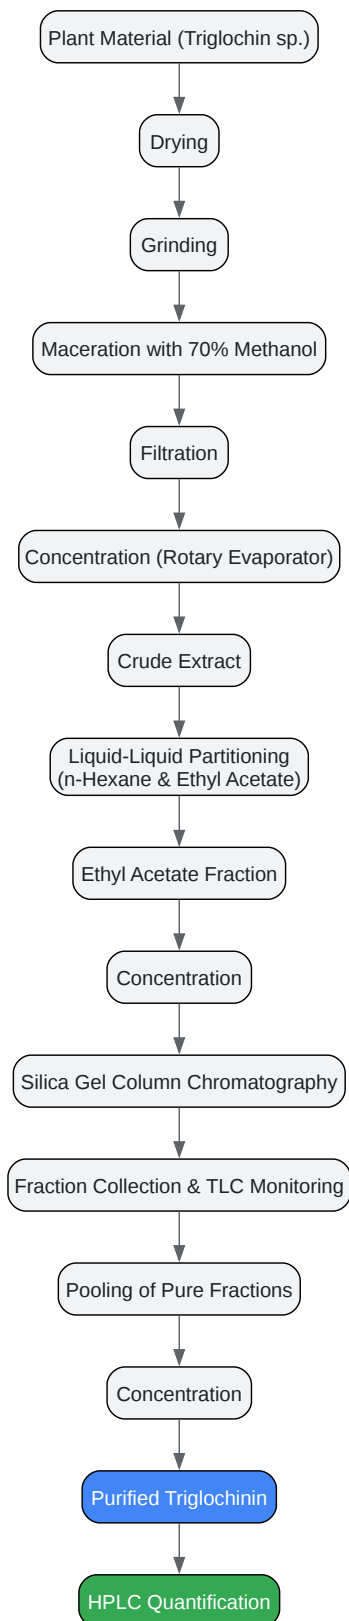 Plant Material (Triglochin sp.)
Drying
Grinding
Maceration with 70% Methanol
Filtration
Concentration (Rotary Evaporator)
Crude Extract
Liquid-Liquid Partitioning
(n-Hexane & Ethyl Acetate)
Ethyl Acetate Fraction
Concentration
Silica Gel Column Chromatography
Fraction Collection & TLC Monitoring
Pooling of Pure Fractions
Concentration
Purified Triglochinin
HPLC Quantification